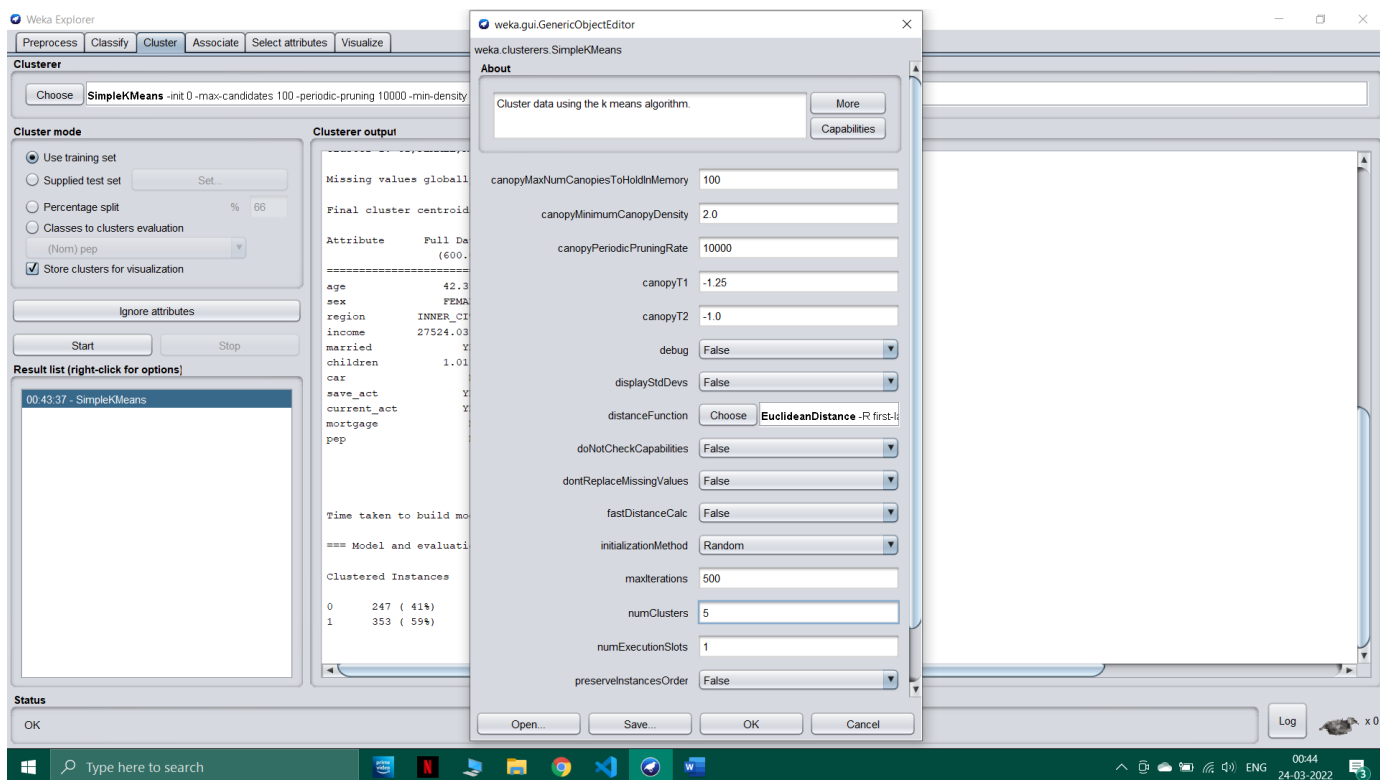 Weka Explorer
Preprocess Classify Cluster Associate Select attributes Visualize
Clusterer
Choose SimpleKMeans -init 0 -max-candidates 100 -periodic-pruning 10000 -min-density
Cluster mode
Use training set
Supplied test set Set...
Percentage split % 66
Classes to clusters evaluation
(Nom) pep
Store clusters for visualization
Ignore attributes
Start Stop
Result list (right-click for options)
00:43:37 - SimpleKMeans
Clusterer output
Missing values globall
Final cluster centroid
Attribute Full Da
(600.
age 42.3
sex FEMA
region INNER_CI
income 27524.03
married Y
children 1.01
car
save_act Y
current_act Y
mortgage
pep
Time taken to build mo
=== Model and evaluati
Clustered Instances
0 247 ( 41%)
1 353 ( 59%)
weka.gui.GenericObjectEditor
weka.clusterers.SimpleKMeans
About
Cluster data using the k means algorithm.
More
Capabilities
canopyMaxNumCanopiesToHoldInMemory 100
canopyMinimumCanopyDensity 2.0
canopyPeriodicPruningRate 10000
canopyT1 -1.25
canopyT2 -1.0
debug False
displayStdDevs False
distanceFunction Choose EuclideanDistance -R first-la
doNotCheckCapabilities False
dontReplaceMissingValues False
fastDistanceCalc False
initializationMethod Random
maxIterations 500
numClusters 5
numExecutionSlots 1
preserveInstancesOrder False
Open... Save... OK Cancel
Status
OK
Log x 0
Type here to search
prime video
N
W
ENG
00:44
24-03-2022
3